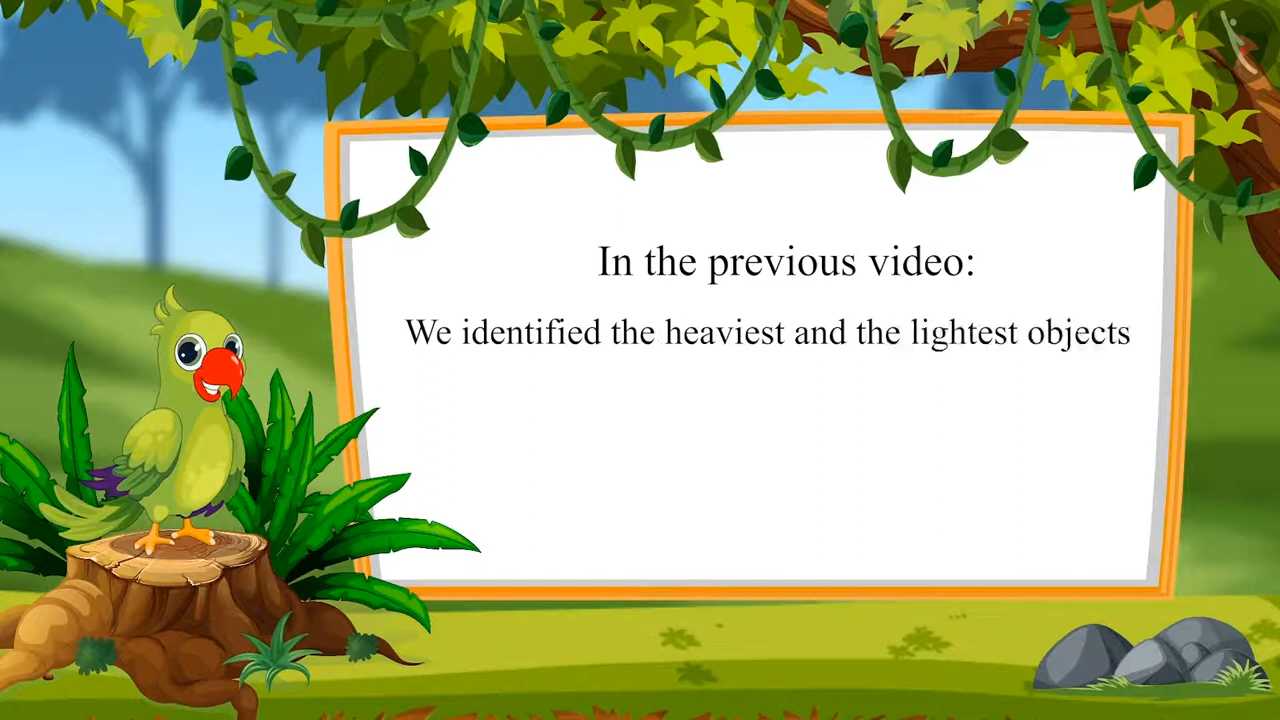 In the previous video:
We identified the heaviest and the lightest objects